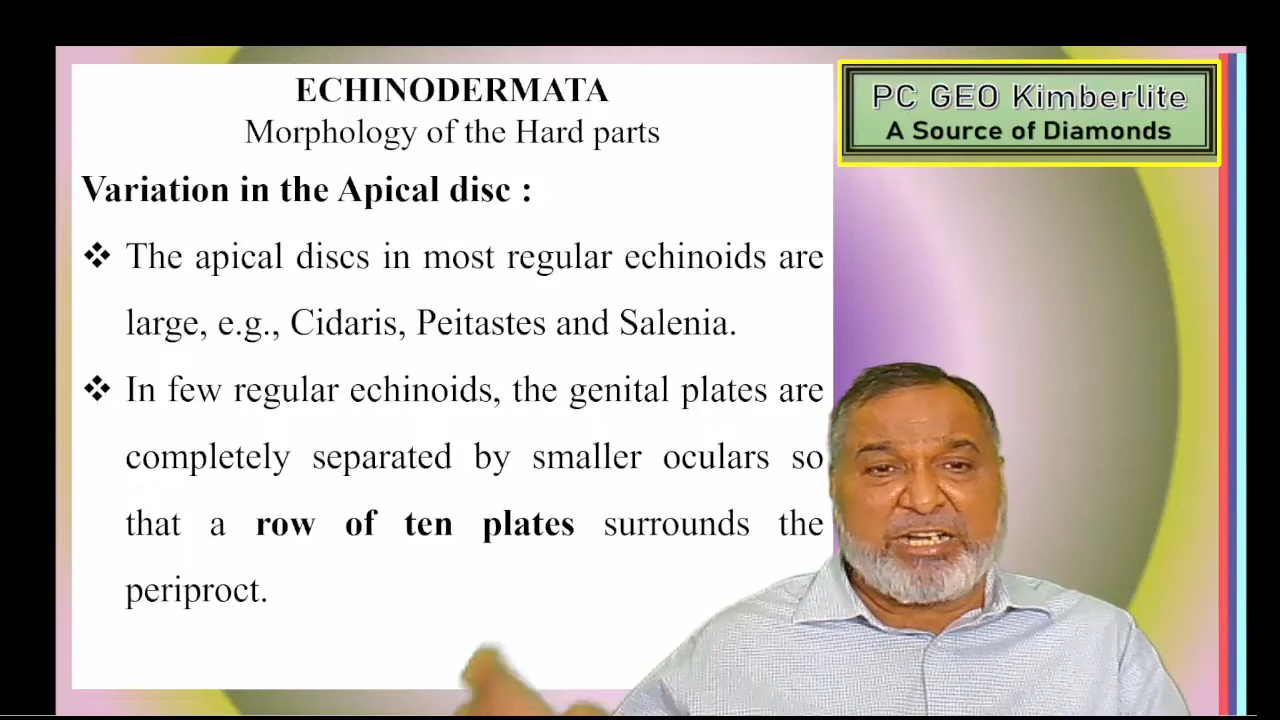 ECHINODERMATA
Morphology of the Hard parts
PC GEO Kimberlite
A Source of Diamonds
Variation in the Apical disc :
❖ The apical discs in most regular echinoids are
large, e.g., Cidaris, Peitastes and Salenia.
❖ In few regular echinoids, the genital plates are
completely separated by smaller oculars so
that a row of ten plates surrounds the
periproct.